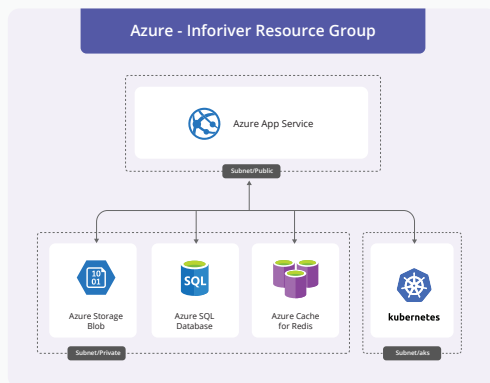 Azure - Inforiver Resource Group
Azure App Service
Subnet/Public
10
01
SQL
Azure Storage
Blob
Azure SQL
Database
Azure Cache
for Redis
kubernetes
Subnet/Private
Subnet/aks